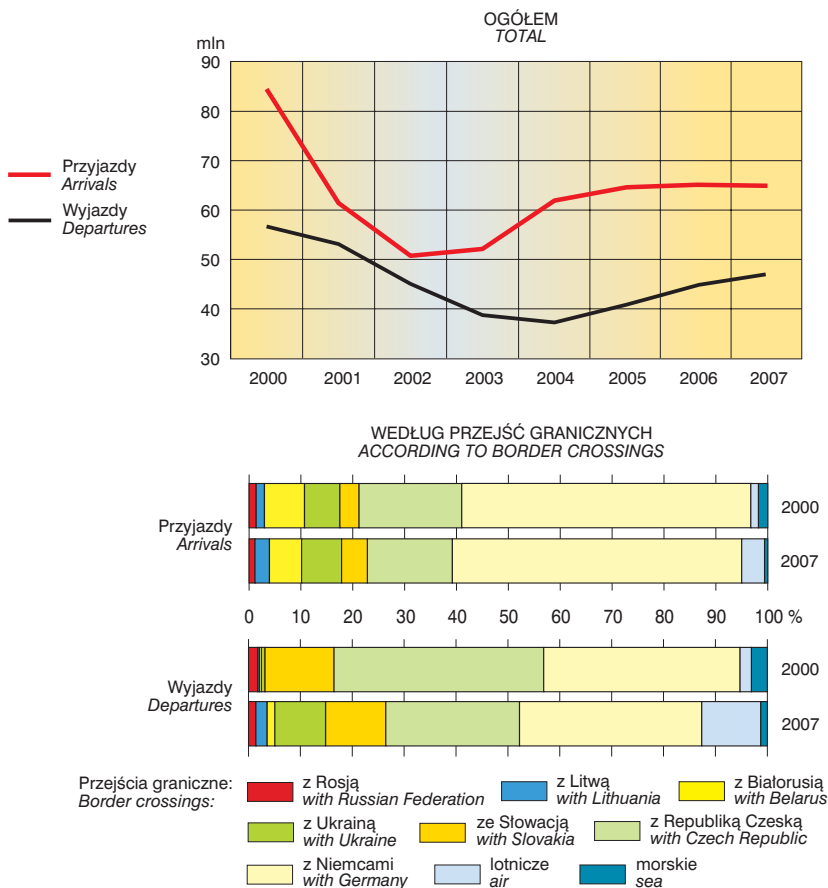 OGÓŁEM
TOTAL
mln
90
80
70
60
50
40
30
Przyjazdy
Arrivals
Wyjazdy
Departures
2000 2001 2002 2003 2004 2005 2006 2007
WEDŁUG PRZEJŚĆ GRANICZNYCH
ACCORDING TO BORDER CROSSINGS
Przyjazdy
Arrivals
2000
2007
0 10 20 30 40 50 60 70 80 90 100 %
Wyjazdy
Departures
2000
2007
Przejścia graniczne:
Border crossings:
z Rosją
with Russian Federation
z Litwą
with Lithuania
z Białorusią
with Belarus
z Ukrainą
with Ukraine
ze Słowacją
with Slovakia
z Republiką Czeską
with Czech Republic
z Niemcami
with Germany
lotnicze
air
morskie
sea